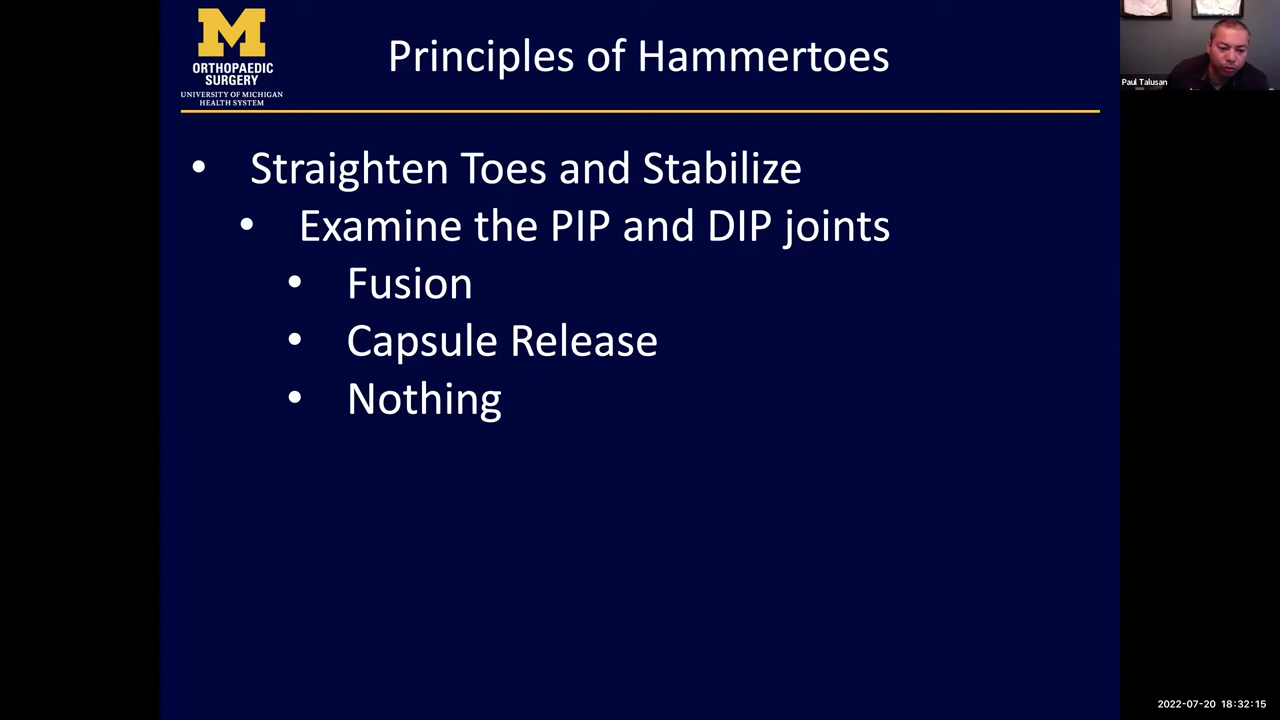 M
ORTHOPAEDIC
SURGERY
UNIVERSITY OF MICHIGAN
HEALTH SYSTEM
Principles of Hammertoes
Paul Talusan
• Straighten Toes and Stabilize
• Examine the PIP and DIP joints
• Fusion
• Capsule Release
• Nothing
2022-07-20 18:32:15